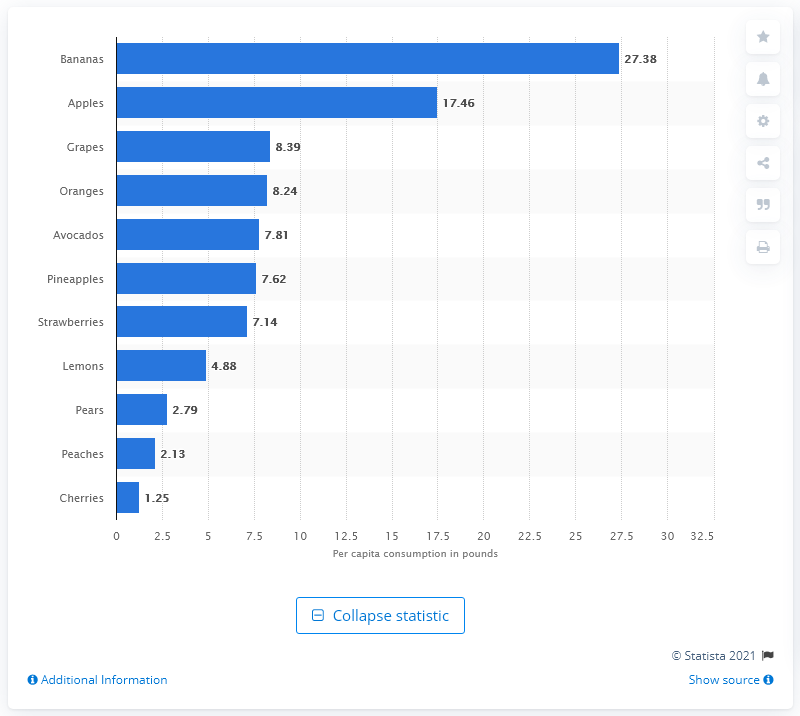 Bananas 27.38
Apples 17.46
Grapes 8.39
Oranges 8.24
Avocados 7.81
Pineapples 7.62
Strawberries 7.14
Lemons 4.88
Pears 2.79
Peaches 2.13
Cherries 1.25
0 2.5 5 7.5 10 12.5 15 17.5 20 22.5 25 27.5 30 32.5
Per capita consumption in pounds
Collapse statistic
© Statista 2021
Additional Information Show source